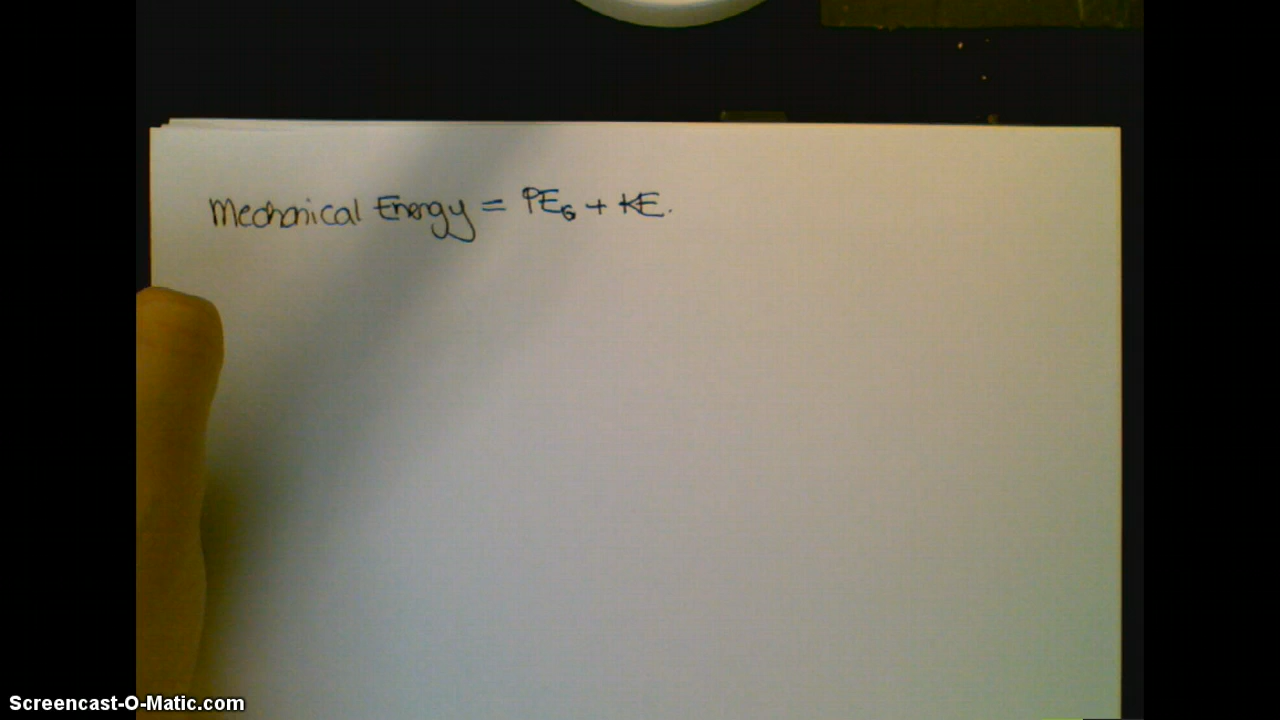 Mechanical Energy = PEG + KE.
Screencast-O-Matic.com